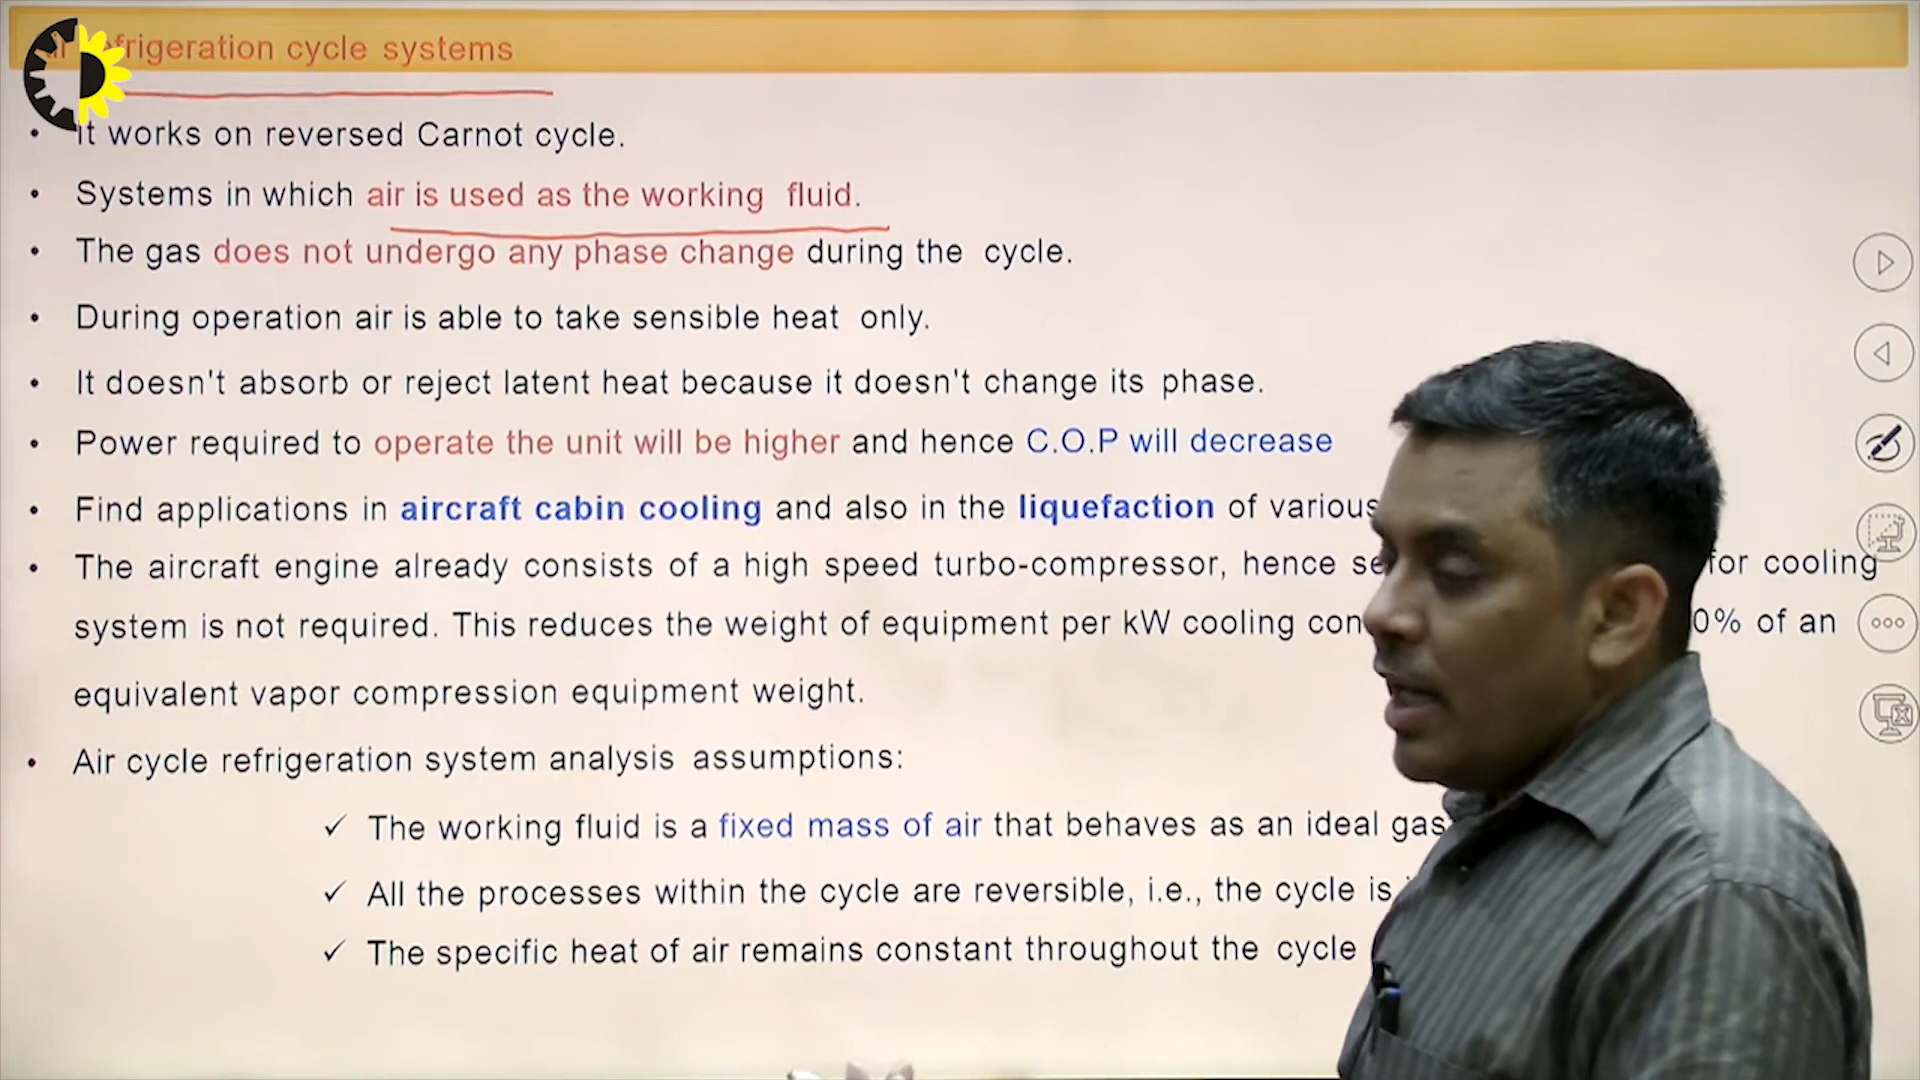 refrigeration cycle systems
• It works on reversed Carnot cycle.
• Systems in which air is used as the working fluid.
• The gas does not undergo any phase change during the cycle.
• During operation air is able to take sensible heat only.
• It doesn't absorb or reject latent heat because it doesn't change its phase.
• Power required to operate the unit will be higher and hence C.O.P will decrease
• Find applications in aircraft cabin cooling and also in the liquefaction of various
• The aircraft engine already consists of a high speed turbo-compressor, hence for cooling
system is not required. This reduces the weight of equipment per kW cooling 0% of an
equivalent vapor compression equipment weight.
• Air cycle refrigeration system analysis assumptions:
✓ The working fluid is a fixed mass of air that behaves as an ideal gas
✓ All the processes within the cycle are reversible, i.e., the cycle is
✓ The specific heat of air remains constant throughout the cycle